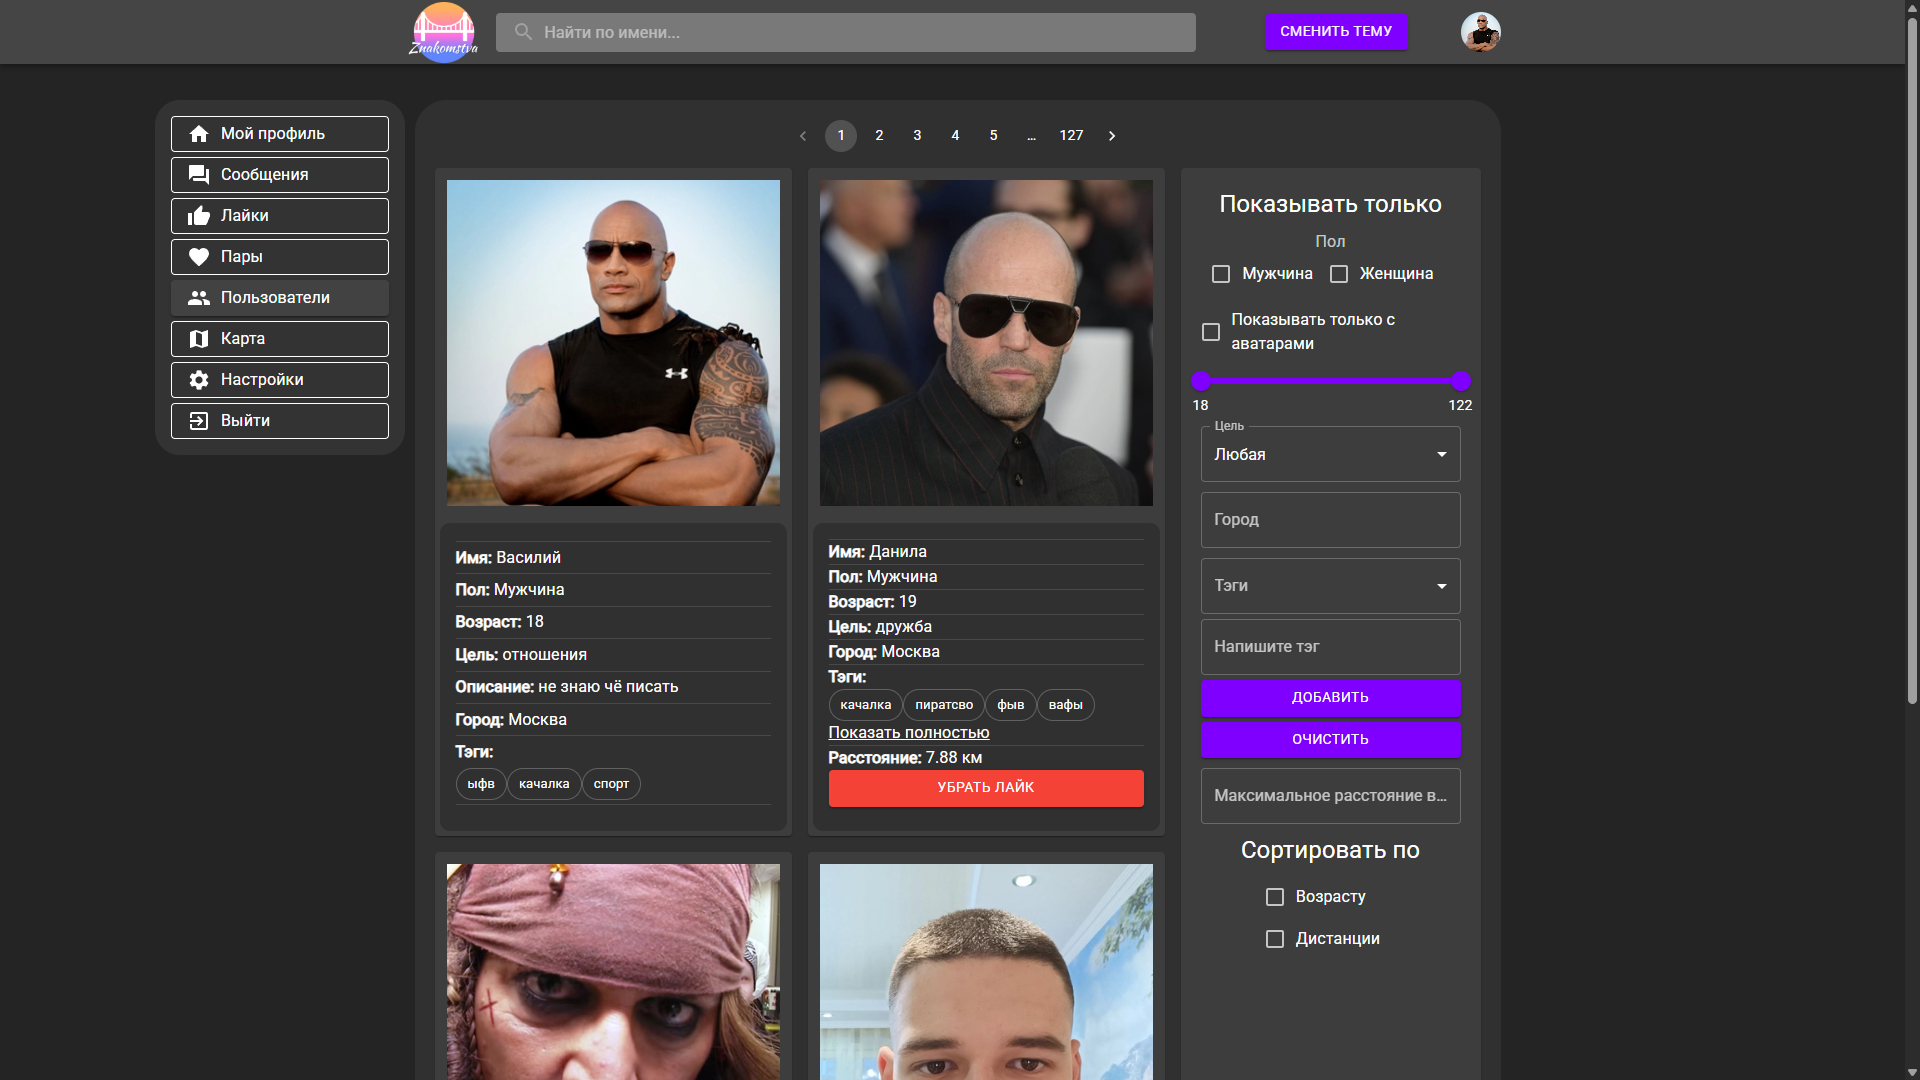 Znakomstva
Найти по имени...
СМЕНИТЬ ТЕМУ
Мой профиль
Сообщения
Лайки
Пары
Пользователи
Карта
Настройки
Выйти
1 2 3 4 5 ... 127
Имя: Василий
Пол: Мужчина
Возраст: 18
Цель: отношения
Описание: не знаю чё писать
Город: Москва
Тэги:
ыфв качалка спорт
Имя: Данила
Пол: Мужчина
Возраст: 19
Цель: дружба
Город: Москва
Тэги:
качалка пиратсво фыв вафы
Показать полностью
Расстояние: 7.88 км
УБРАТЬ ЛАЙК
Показывать только
Пол
Мужчина Женщина
Показывать только с
аватарами
18 122
Цель
Любая
Город
Тэги
Напишите тэг
ДОБАВИТЬ
ОЧИСТИТЬ
Максимальное расстояние в...
Сортировать по
Возрасту
Дистанции